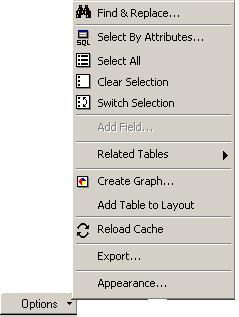 Find & Replace...
SQL
Select By Attributes...
Select All
Clear Selection
Switch Selection
Add Field...
Related Tables
Create Graph...
Add Table to Layout
Reload Cache
Export...
Appearance...
Options